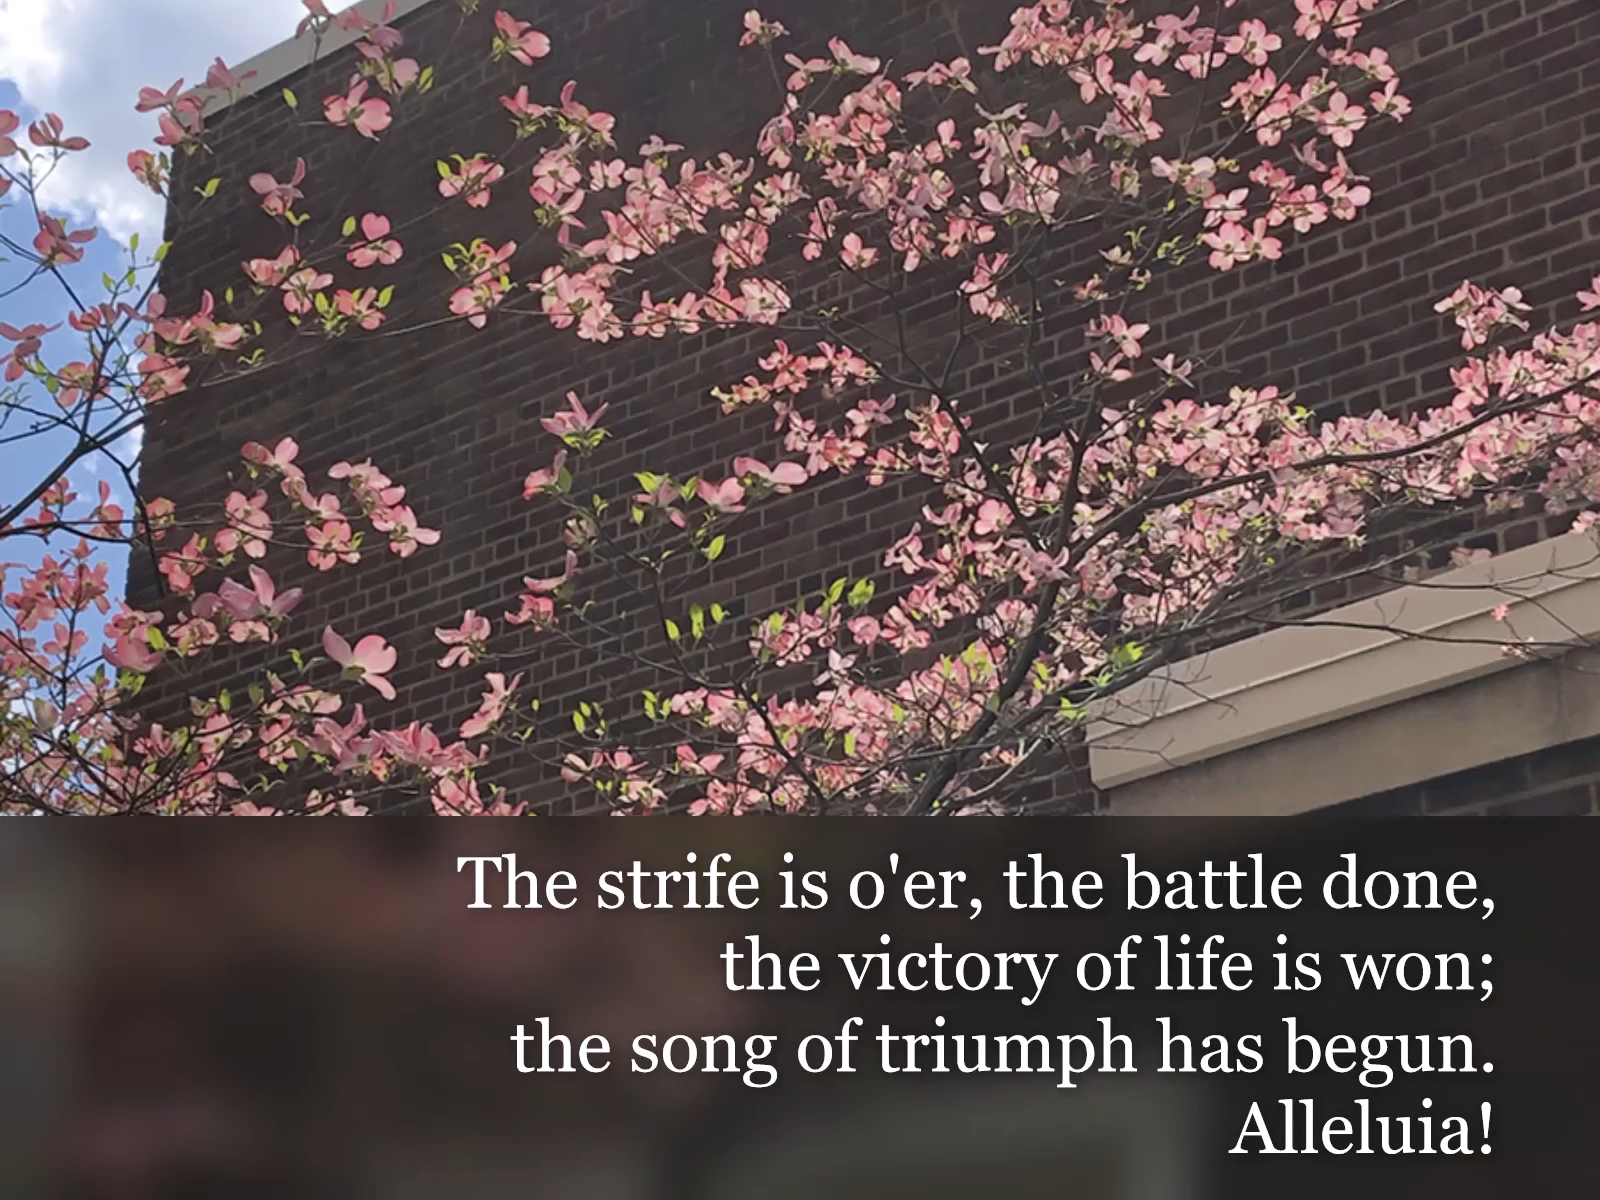 The strife is o'er, the battle done,
the victory of life is won;
the song of triumph has begun.
Alleluia!